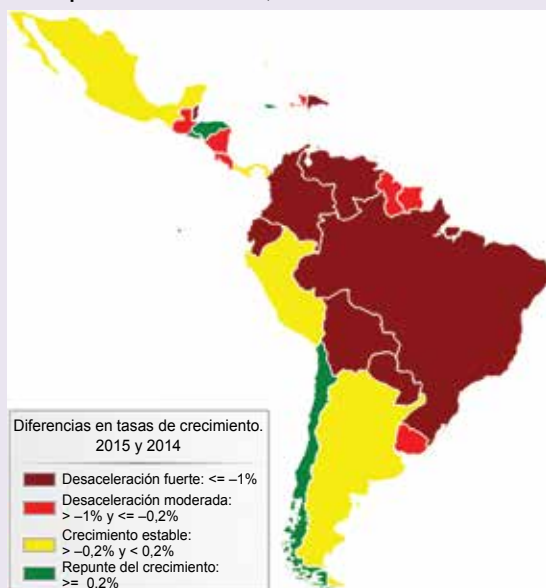 Diferencias en tasas de crecimiento.
2015 y 2014
Desaceleración fuerte: <= –1%
Desaceleración moderada:
> –1% y <= –0,2%
Crecimiento estable:
> –0,2% y < 0,2%
Repunte del crecimiento:
>= 0,2%